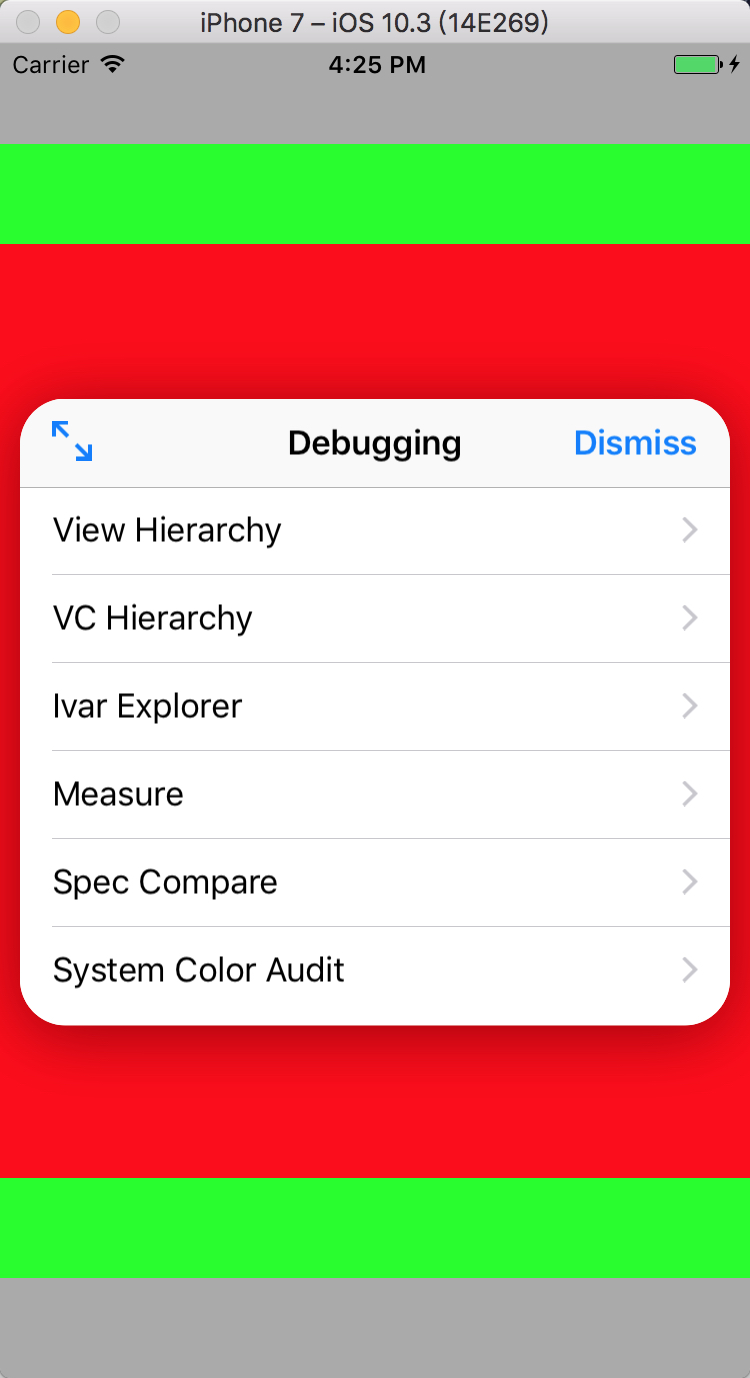 iPhone 7 – iOS 10.3 (14E269)
Carrier 4:25 PM
Debugging Dismiss
View Hierarchy
VC Hierarchy
Ivar Explorer
Measure
Spec Compare
System Color Audit